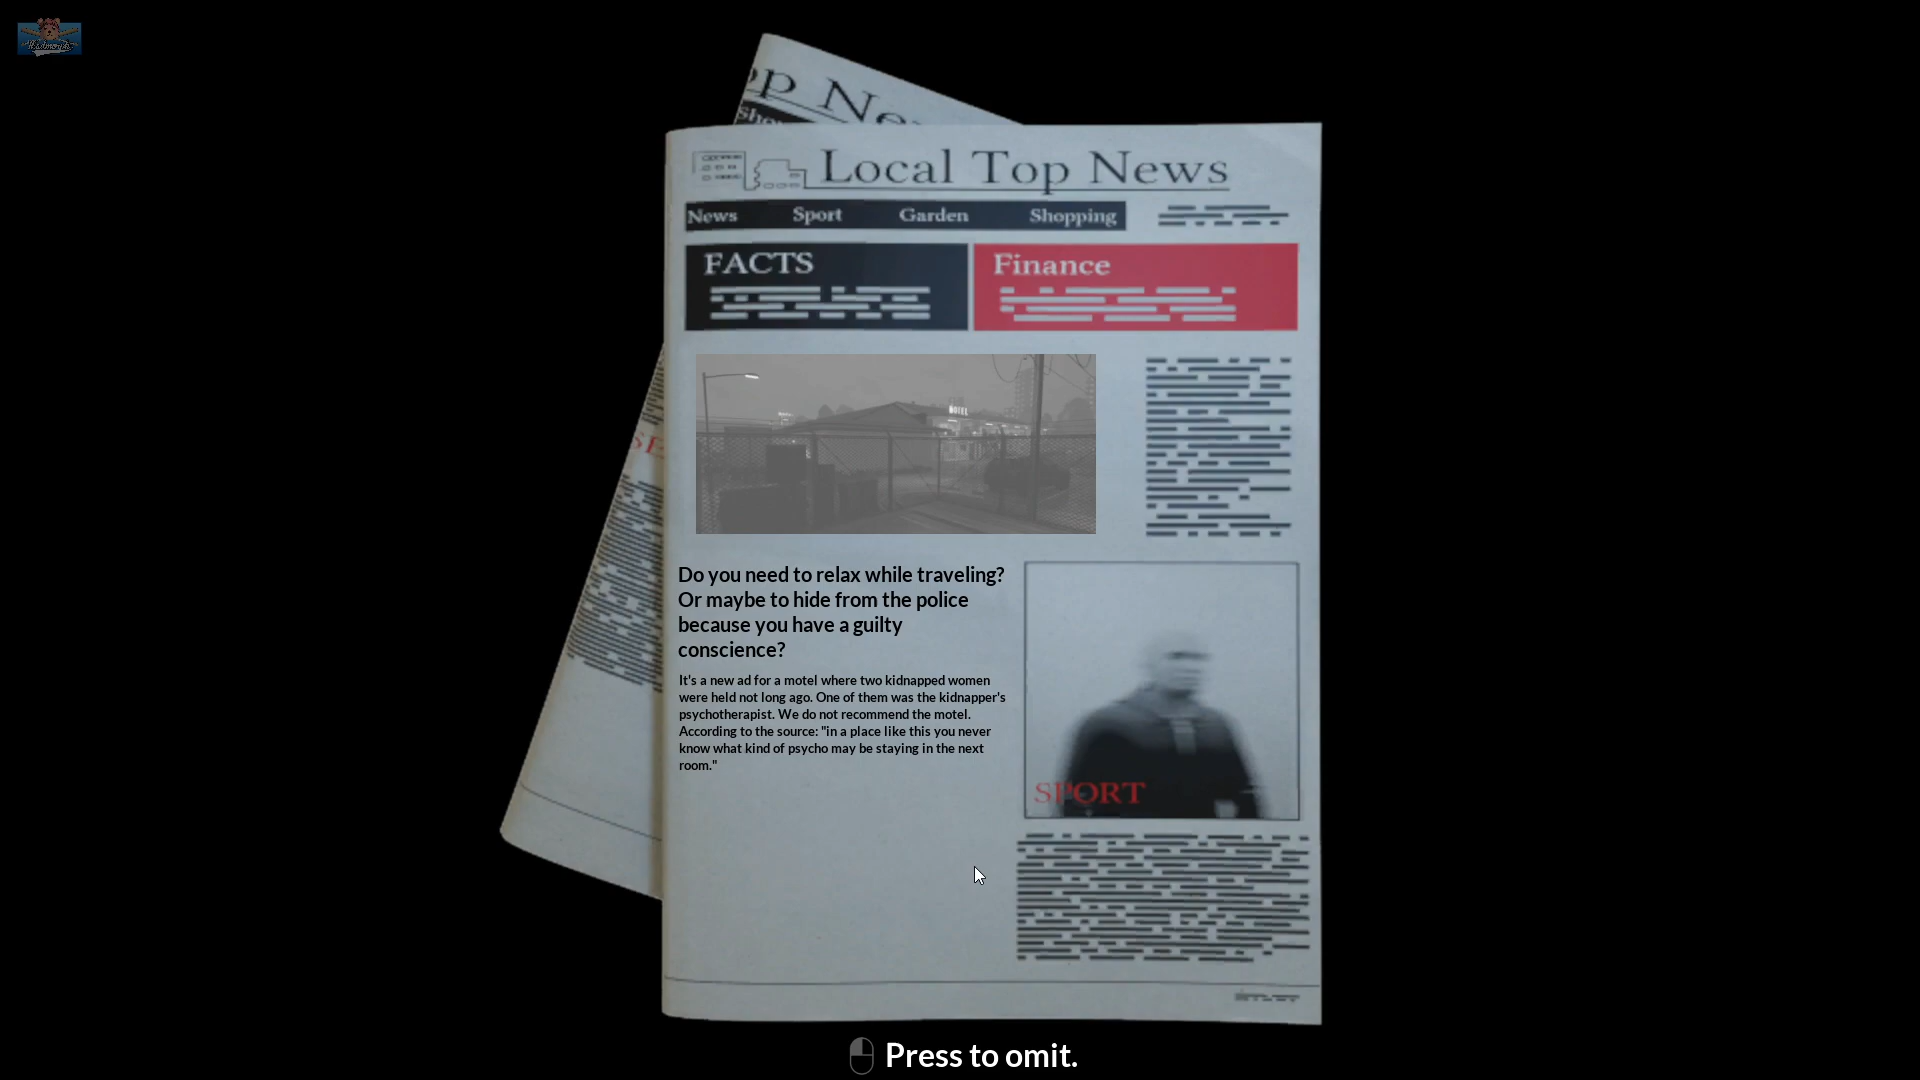 Local Top News
News Sport Garden Shopping
FACTS
Finance
MOTEL
Do you need to relax while traveling?
Or maybe to hide from the police
because you have a guilty
conscience?
It's a new ad for a motel where two kidnapped women
were held not long ago. One of them was the kidnapper's
psychotherapist. We do not recommend the motel.
According to the source: "in a place like this you never
know what kind of psycho may be staying in the next
room."
SPORT
Press to omit.